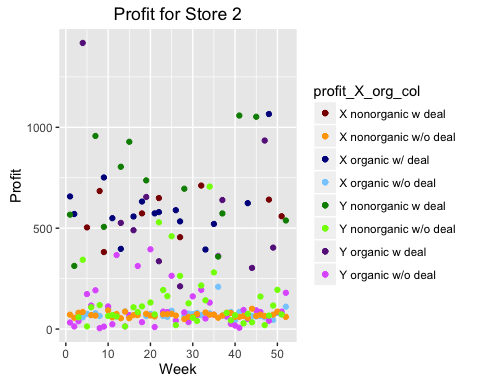 Profit for Store 2
Profit
1000
500
0
0
10
20
30
40
50
Week
profit_X_org_col
X nonorganic w deal
X nonorganic w/o deal
X organic w/ deal
X organic w/o deal
Y nonorganic w deal
Y nonorganic w/o deal
Y organic w deal
Y organic w/o deal